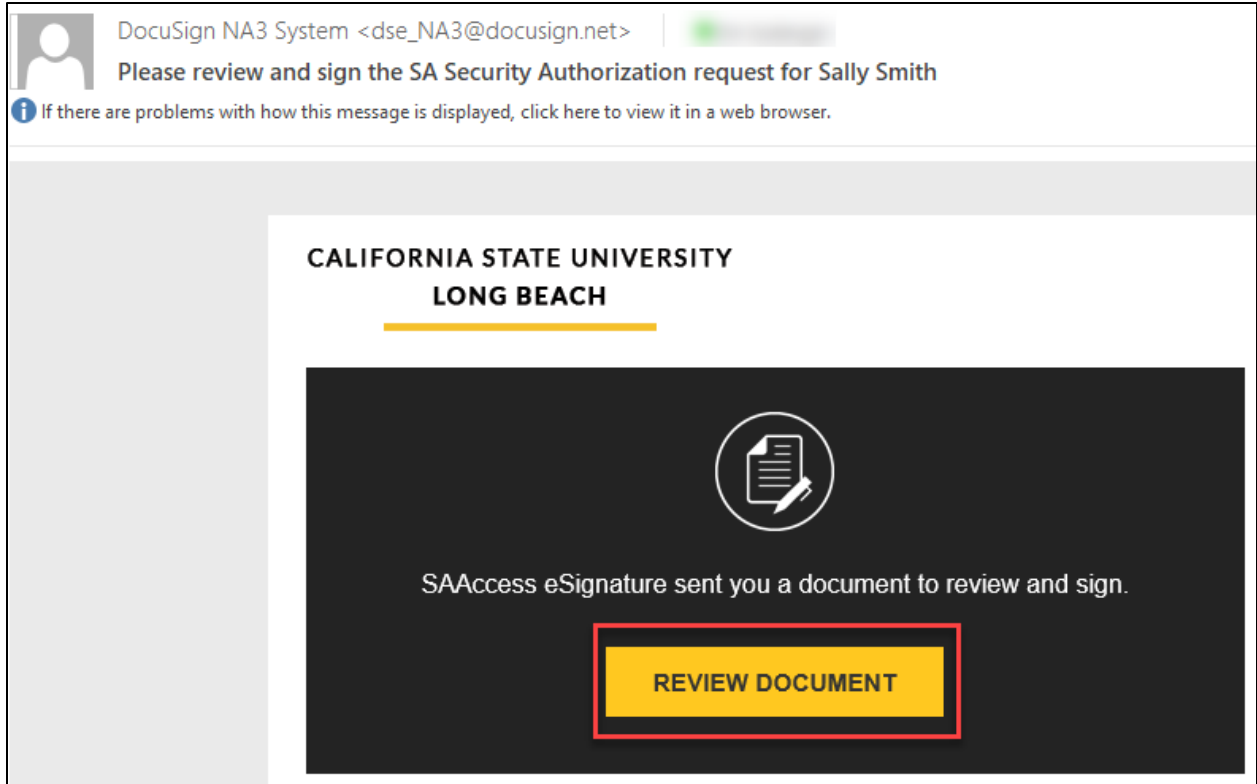 DocuSign NA3 System <dse_NA3@docusign.net>
Please review and sign the SA Security Authorization request for Sally Smith
If there are problems with how this message is displayed, click here to view it in a web browser.
CALIFORNIA STATE UNIVERSITY
LONG BEACH
SAAccess eSignature sent you a document to review and sign.
REVIEW DOCUMENT